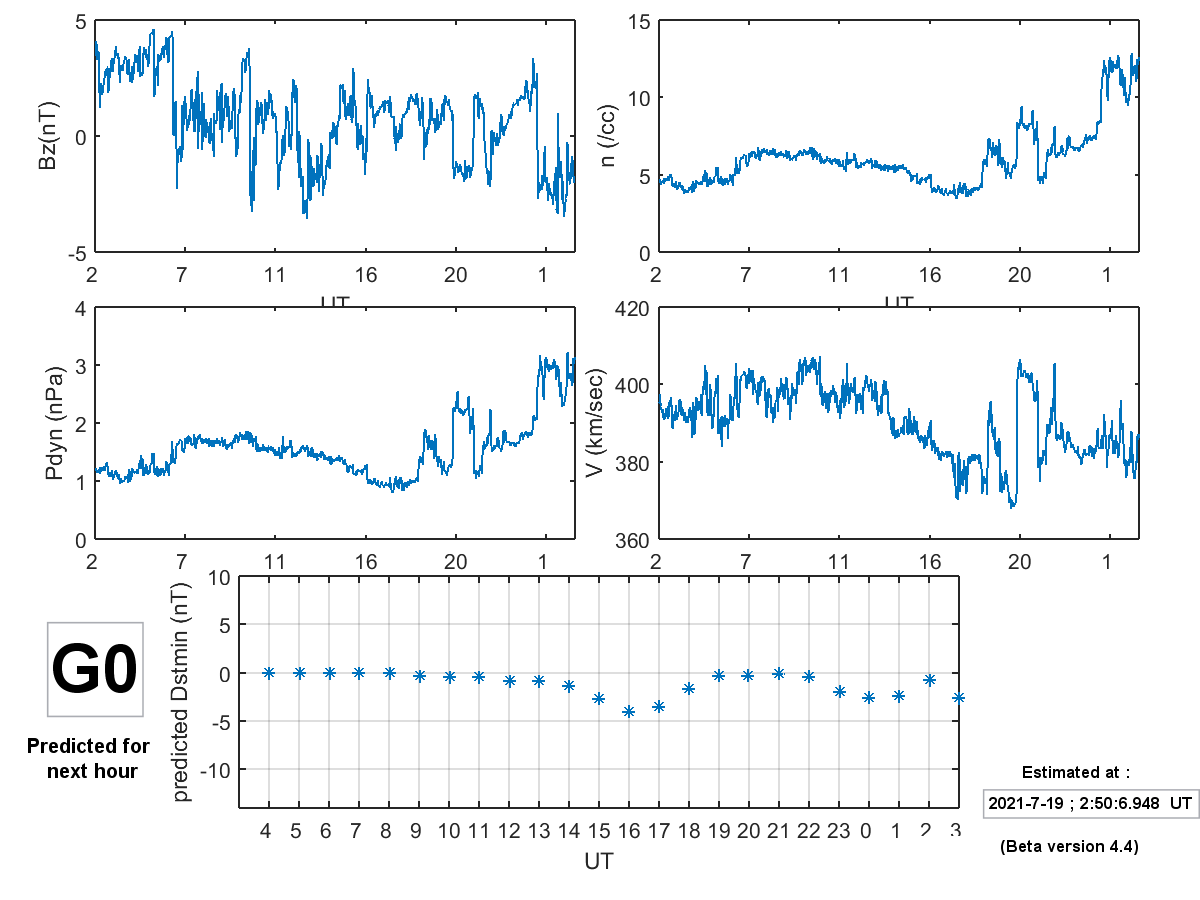 5
0
-5
Bz(nT)
2 7 11 16 20 1
UT
15
10
5
0
n (/cc)
2 7 11 16 20 1
UT
4
3
2
1
0
Pdyn (nPa)
2 7 11 16 20 1
420
400
380
360
V (km/sec)
2 7 11 16 20 1
10
5
0
-5
-10
predicted Dstmin (nT)
4 5 6 7 8 9 10 11 12 13 14 15 16 17 18 19 20 21 22 23 0 1 2 3
UT
G0
Predicted for
next hour
Estimated at :
2021-7-19 ; 2:50:6.948 UT
(Beta version 4.4)